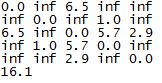 0.0 inf 6.5 inf inf
inf 0.0 inf 1.0 inf
6.5 inf 0.0 5.7 2.9
inf 1.0 5.7 0.0 inf
inf inf 2.9 inf 0.0
16.1